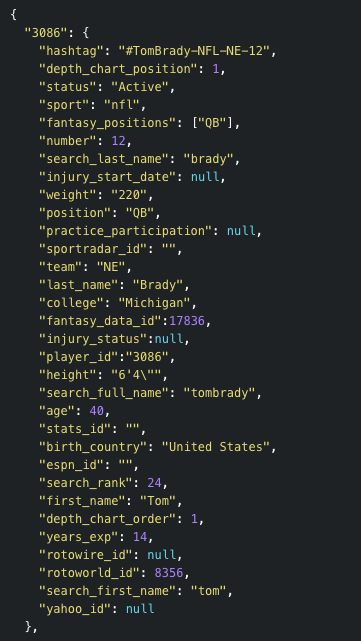 {
"3086": {
"hashtag": "#TomBrady-NFL-NE-12",
"depth_chart_position": 1,
"status": "Active",
"sport": "nfl",
"fantasy_positions": ["QB"],
"number": 12,
"search_last_name": "brady",
"injury_start_date": null,
"weight": "220",
"position": "QB",
"practice_participation": null,
"sportradar_id": "",
"team": "NE",
"last_name": "Brady",
"college": "Michigan",
"fantasy_data_id":17836,
"injury_status":null,
"player_id":"3086",
"height": "6'4\"",
"search_full_name": "tombrady",
"age": 40,
"stats_id": "",
"birth_country": "United States",
"espn_id": "",
"search_rank": 24,
"first_name": "Tom",
"depth_chart_order": 1,
"years_exp": 14,
"rotowire_id": null,
"rotoworld_id": 8356,
"search_first_name": "tom",
"yahoo_id": null
},